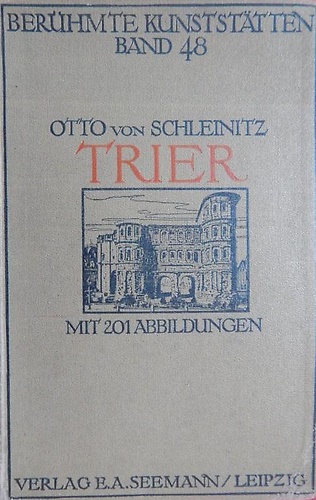 BERÜHMTE KUNSTSTÄTTEN
BAND 48
OTTO VON SCHLEINITZ
TRIER
MIT 201 ABBILDUNGEN
VERLAG E.A. SEEMANN/LEIPZIG